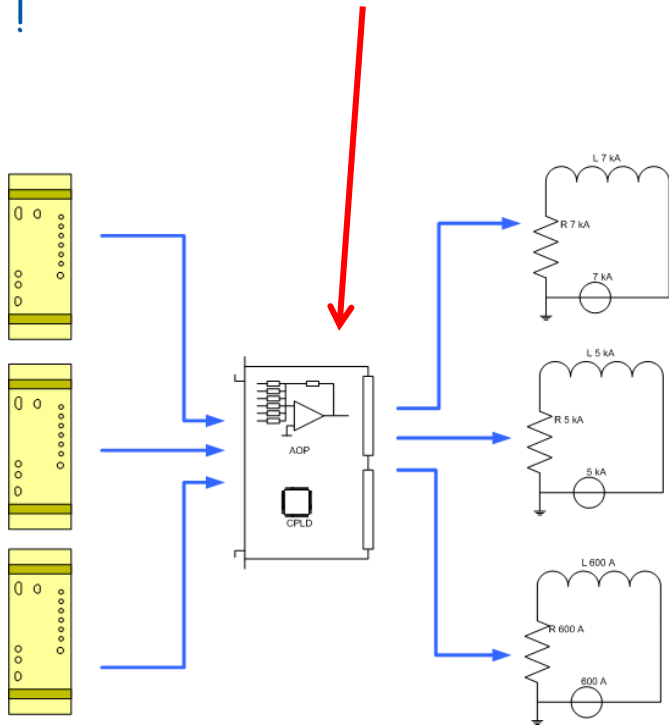 !
L 7 kA
R 7 kA
7 kA
AOP
CPLD
L 5 kA
R 5 kA
5 kA
L 600 A
R 600 A
600 A